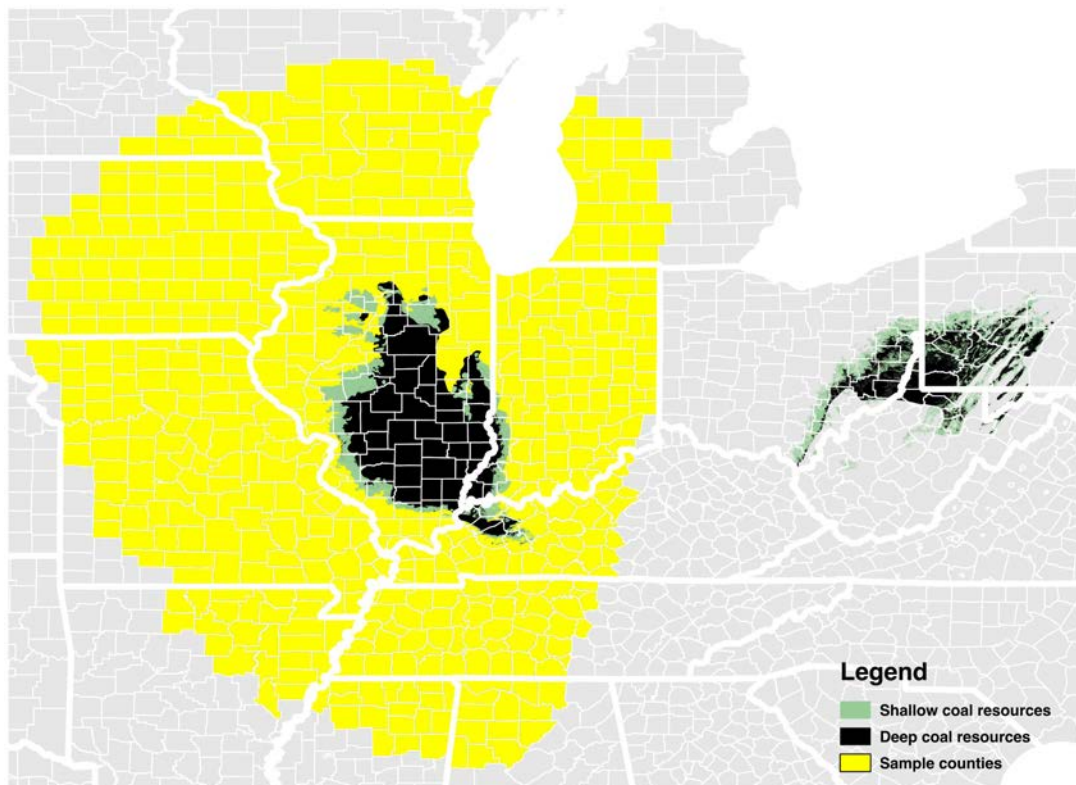 Legend
Shallow coal resources
Deep coal resources
Sample counties